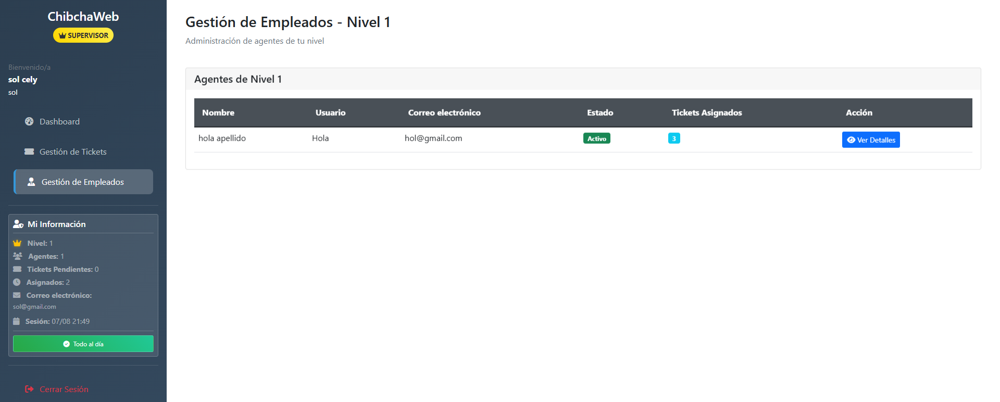 ChibchaWeb
SUPERVISOR
Bienvenido/a
sol cely
sol
Dashboard
Gestión de Tickets
Gestión de Empleados
Mi Información
Nivel: 1
Agentes: 1
Tickets Pendientes: 0
Asignados: 2
Correo electrónico:
sol@gmail.com
Sesión: 07/08 21:49
Todo al día
Cerrar Sesión
Gestión de Empleados - Nivel 1
Administración de agentes de tu nivel
Agentes de Nivel 1
Nombre Usuario Correo electrónico Estado Tickets Asignados Acción
hola apellido Hola hol@gmail.com Activo 3 Ver Detalles